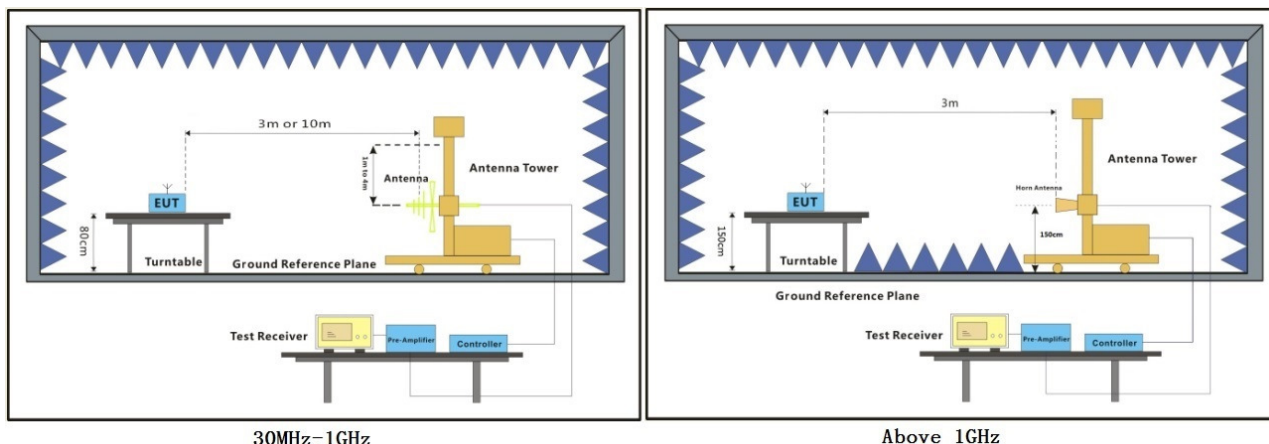 3m or 10m
1m to 4m
Antenna
Antenna Tower
EUT
80cm
Turntable
Ground Reference Plane
Test Receiver
Pre-Amplifier
Controller
30MHz-1GHz
3m
Antenna Tower
Horn Antenna
EUT
150cm
150cm
Turntable
Ground Reference Plane
Test Receiver
Pre-Amplifier
Controller
Above 1GHz